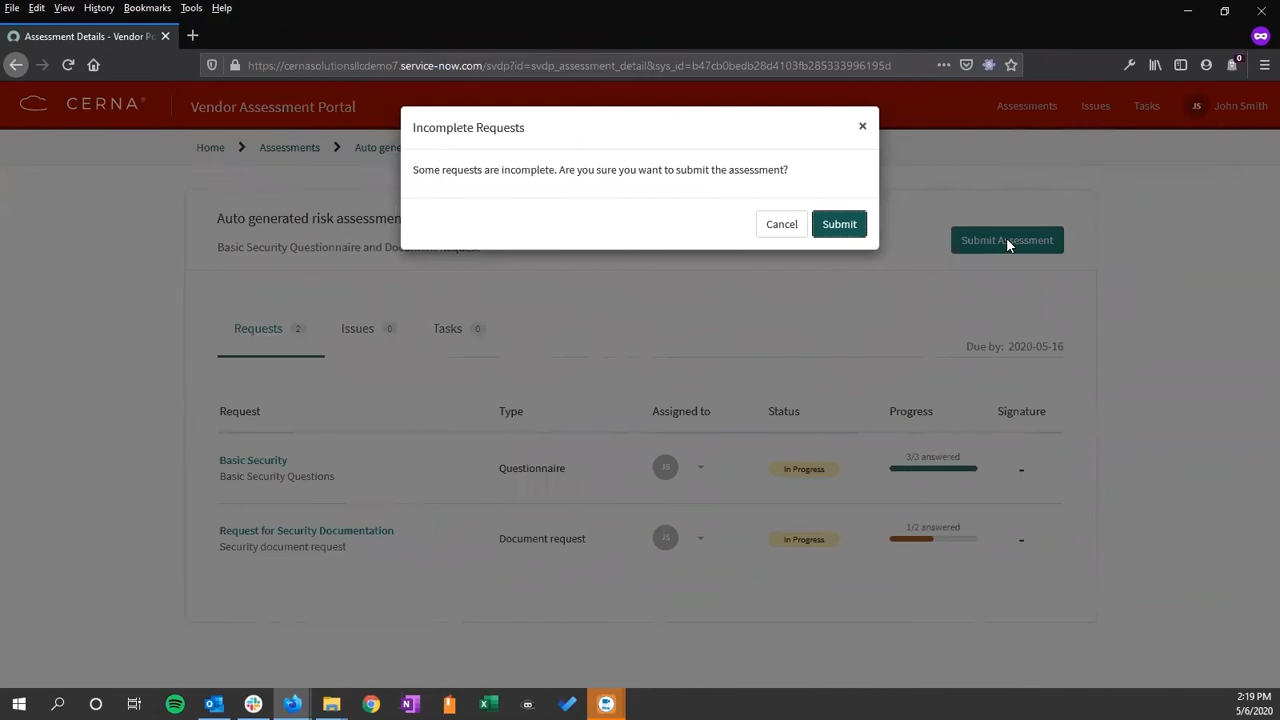 File Edit View History Bookmarks Tools Help
Assessment Details - Vendor Po
https://cernasolutionsllcdemo7.service-now.com/svdp?id=svdp_assessment_detail&sys_id=b47cb0bedb28d4103fb285333996195d
0
CERNA Vendor Assessment Portal Assessments Issues Tasks JS John Smith
Incomplete Requests
Some requests are incomplete. Are you sure you want to submit the assessment?
Cancel Submit
Home Assessments Auto gene
Auto generated risk assessmen
Basic Security Questionnaire and Document Request
Submit Assessment
Requests 2 Issues 0 Tasks 0
Due by: 2020-05-16
Request Type Assigned to Status Progress Signature
Basic Security
Basic Security Questions
Questionnaire JS In Progress 3/3 answered -
Request for Security Documentation
Security document request
Document request JS In Progress 1/2 answered -
2:19 PM
5/6/2020